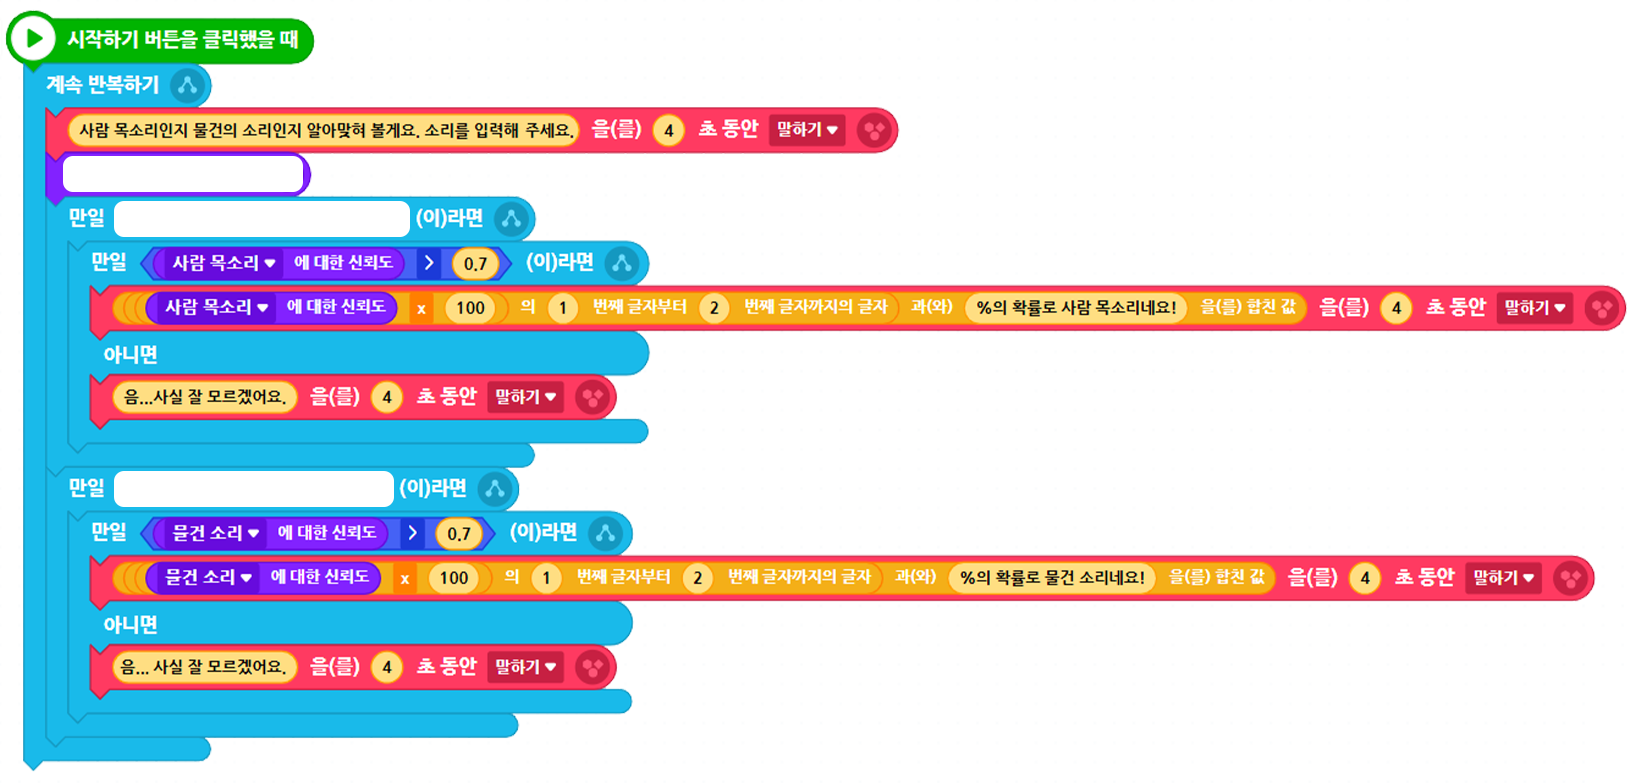 시작하기 버튼을 클릭했을 때
계속 반복하기
사람 목소리인지 물건의 소리인지 알아맞혀 볼게요. 소리를 입력해 주세요. 을(를) 4 초 동안 말하기
만일 (이)라면
만일 사람 목소리 에 대한 신뢰도 > 0.7 (이)라면
사람 목소리 에 대한 신뢰도 x 100 의 1 번째 글자부터 2 번째 글자까지의 글자 과(와) %의 확률로 사람 목소리네요! 을(를) 합친 값 을(를) 4 초 동안 말하기
아니면
음...사실 잘 모르겠어요. 을(를) 4 초 동안 말하기
만일 (이)라면
만일 물건 소리 에 대한 신뢰도 > 0.7 (이)라면
물건 소리 에 대한 신뢰도 x 100 의 1 번째 글자부터 2 번째 글자까지의 글자 과(와) %의 확률로 물건 소리네요! 을(를) 합친 값 을(를) 4 초 동안 말하기
아니면
음... 사실 잘 모르겠어요. 을(를) 4 초 동안 말하기